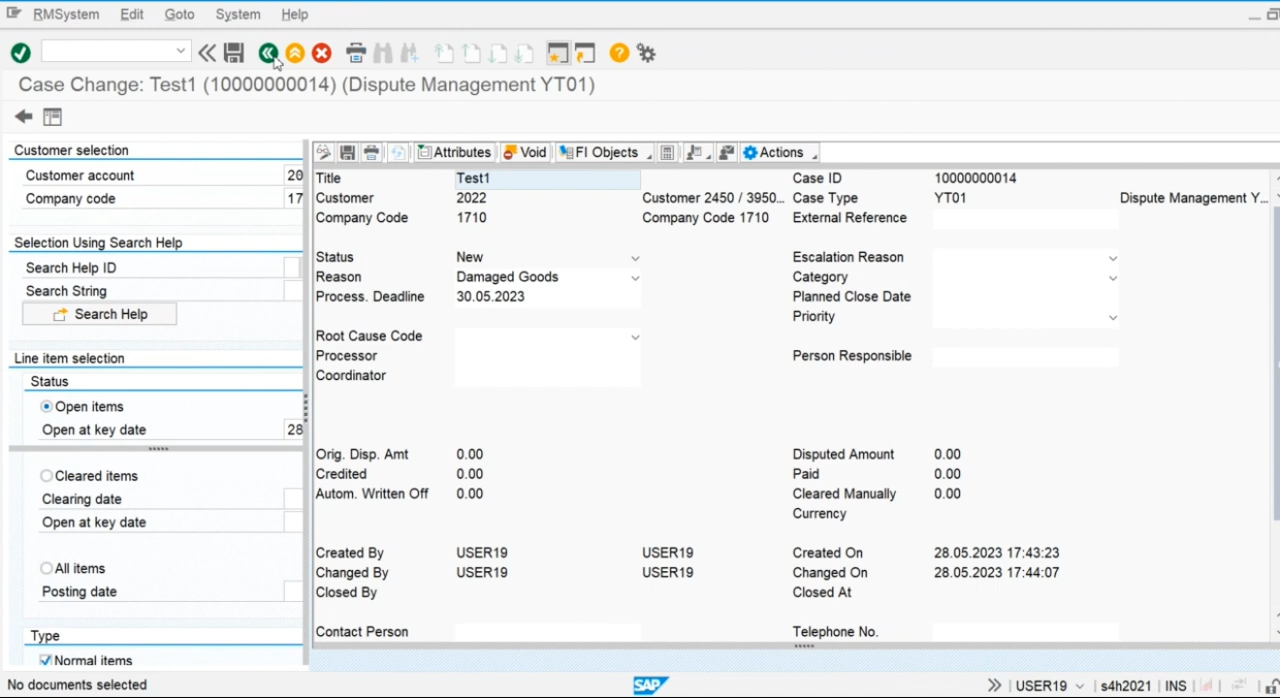 RMSystem Edit Goto System Help
Case Change: Test1 (10000000014) (Dispute Management YT01)
Attributes Void FI Objects Actions
Customer selection
Customer account 20
Company code 17
Selection Using Search Help
Search Help ID
Search String
Search Help
Line item selection
Status
Open items
Open at key date 28
Cleared items
Clearing date
Open at key date
All items
Posting date
Type
Normal items
Title Test1 Case ID 10000000014
Customer 2022 Customer 2450 / 3950... Case Type YT01 Dispute Management Y...
Company Code 1710 Company Code 1710 External Reference
Status New Escalation Reason
Reason Damaged Goods Category
Process. Deadline 30.05.2023 Planned Close Date
Priority
Root Cause Code
Processor Person Responsible
Coordinator
Orig. Disp. Amt 0.00 Disputed Amount 0.00
Credited 0.00 Paid 0.00
Autom. Written Off 0.00 Cleared Manually 0.00
Currency
Created By USER19 USER19 Created On 28.05.2023 17:43:23
Changed By USER19 USER19 Changed On 28.05.2023 17:44:07
Closed By Closed At
Contact Person Telephone No.
No documents selected SAP USER19 s4h2021 INS